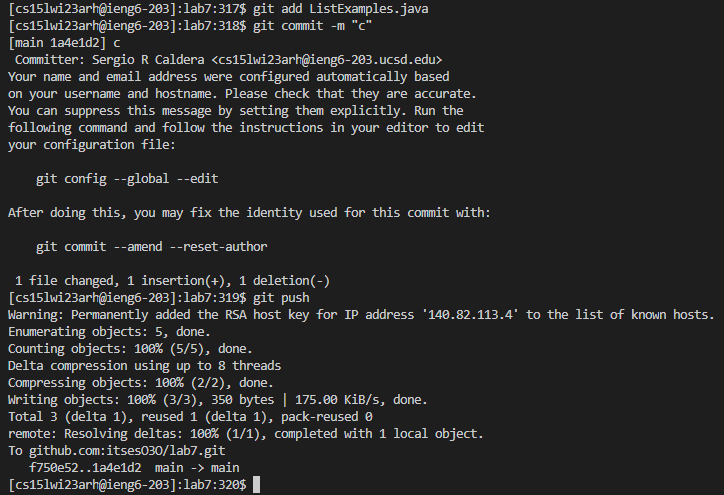 [cs15lwi23arh@ieng6-203]:lab7:317$ git add ListExamples.java
[cs15lwi23arh@ieng6-203]:lab7:318$ git commit -m "c"
[main 1a4e1d2] c
 Committer: Sergio R Caldera <cs15lwi23arh@ieng6-203.ucsd.edu>
Your name and email address were configured automatically based
on your username and hostname. Please check that they are accurate.
You can suppress this message by setting them explicitly. Run the
following command and follow the instructions in your editor to edit
your configuration file:

    git config --global --edit

After doing this, you may fix the identity used for this commit with:

    git commit --amend --reset-author

 1 file changed, 1 insertion(+), 1 deletion(-)
[cs15lwi23arh@ieng6-203]:lab7:319$ git push
Warning: Permanently added the RSA host key for IP address '140.82.113.4' to the list of known hosts.
Enumerating objects: 5, done.
Counting objects: 100% (5/5), done.
Delta compression using up to 8 threads
Compressing objects: 100% (2/2), done.
Writing objects: 100% (3/3), 350 bytes | 175.00 KiB/s, done.
Total 3 (delta 1), reused 1 (delta 1), pack-reused 0
remote: Resolving deltas: 100% (1/1), completed with 1 local object.
To github.com:itsesO3O/lab7.git
   f750e52..1a4e1d2  main -> main
[cs15lwi23arh@ieng6-203]:lab7:320$